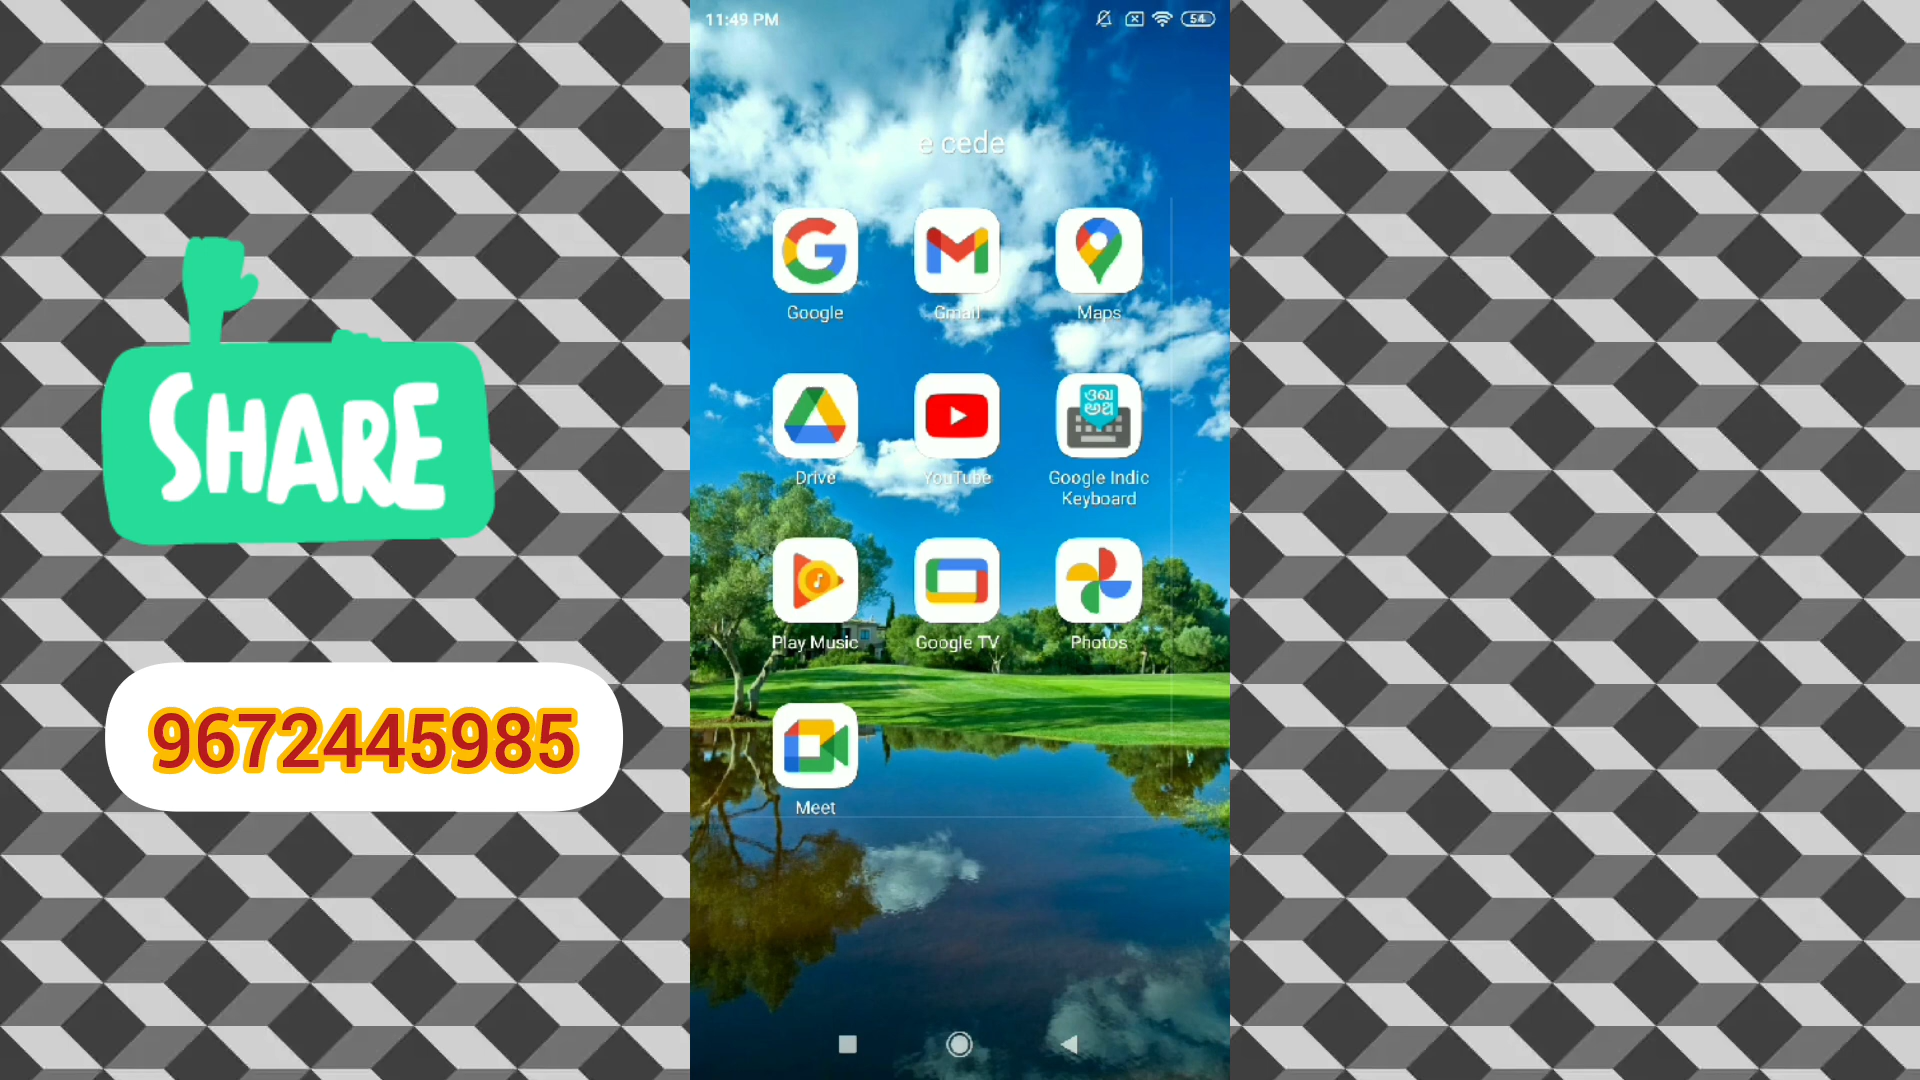 11:49 PM
54
e cede
Google
Gmail
Maps
Drive
YouTube
Google Indic
Keyboard
Play Music
Google TV
Photos
Meet
SHARE
9672445985